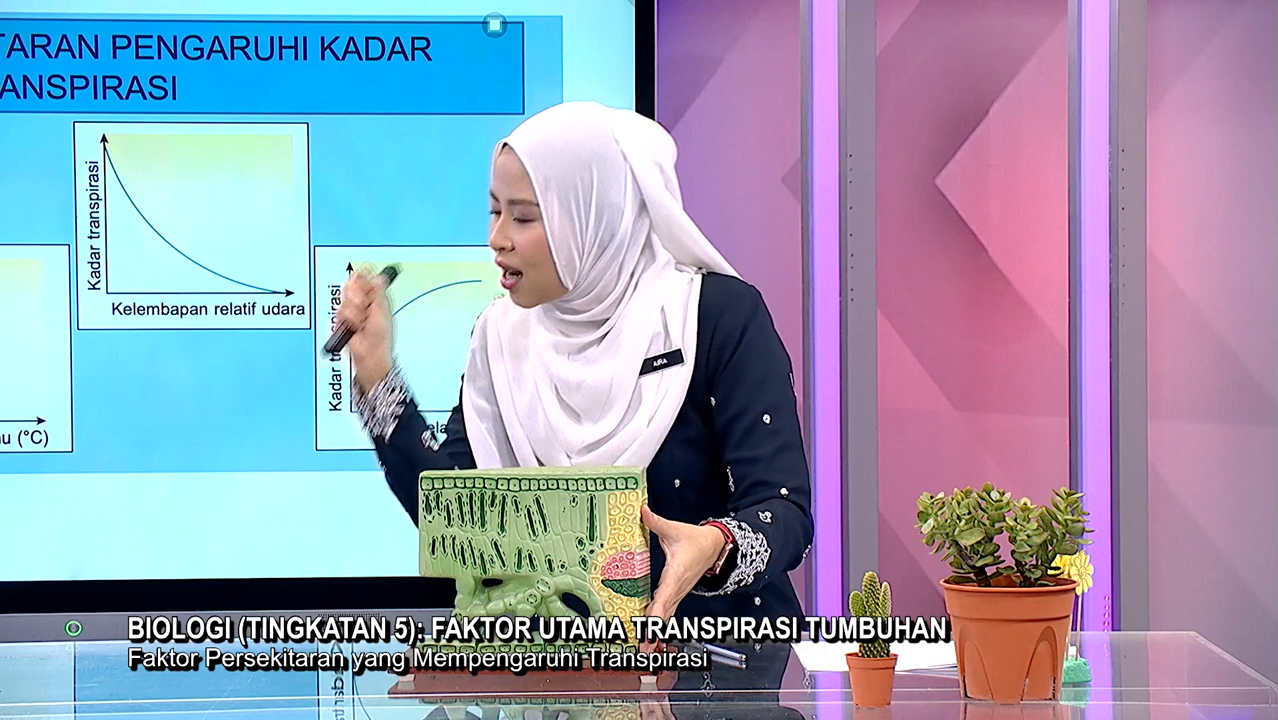 TARAN PENGARUHI KADAR
ANSPIRASI
Kadar transpirasi
Kelembapan relatif udara
Kadar transpirasi
(°C)
AIRA
BIOLOGI (TINGKATAN 5): FAKTOR UTAMA TRANSPIRASI TUMBUHAN
Faktor Persekitaran yang Mempengaruhi Transpirasi